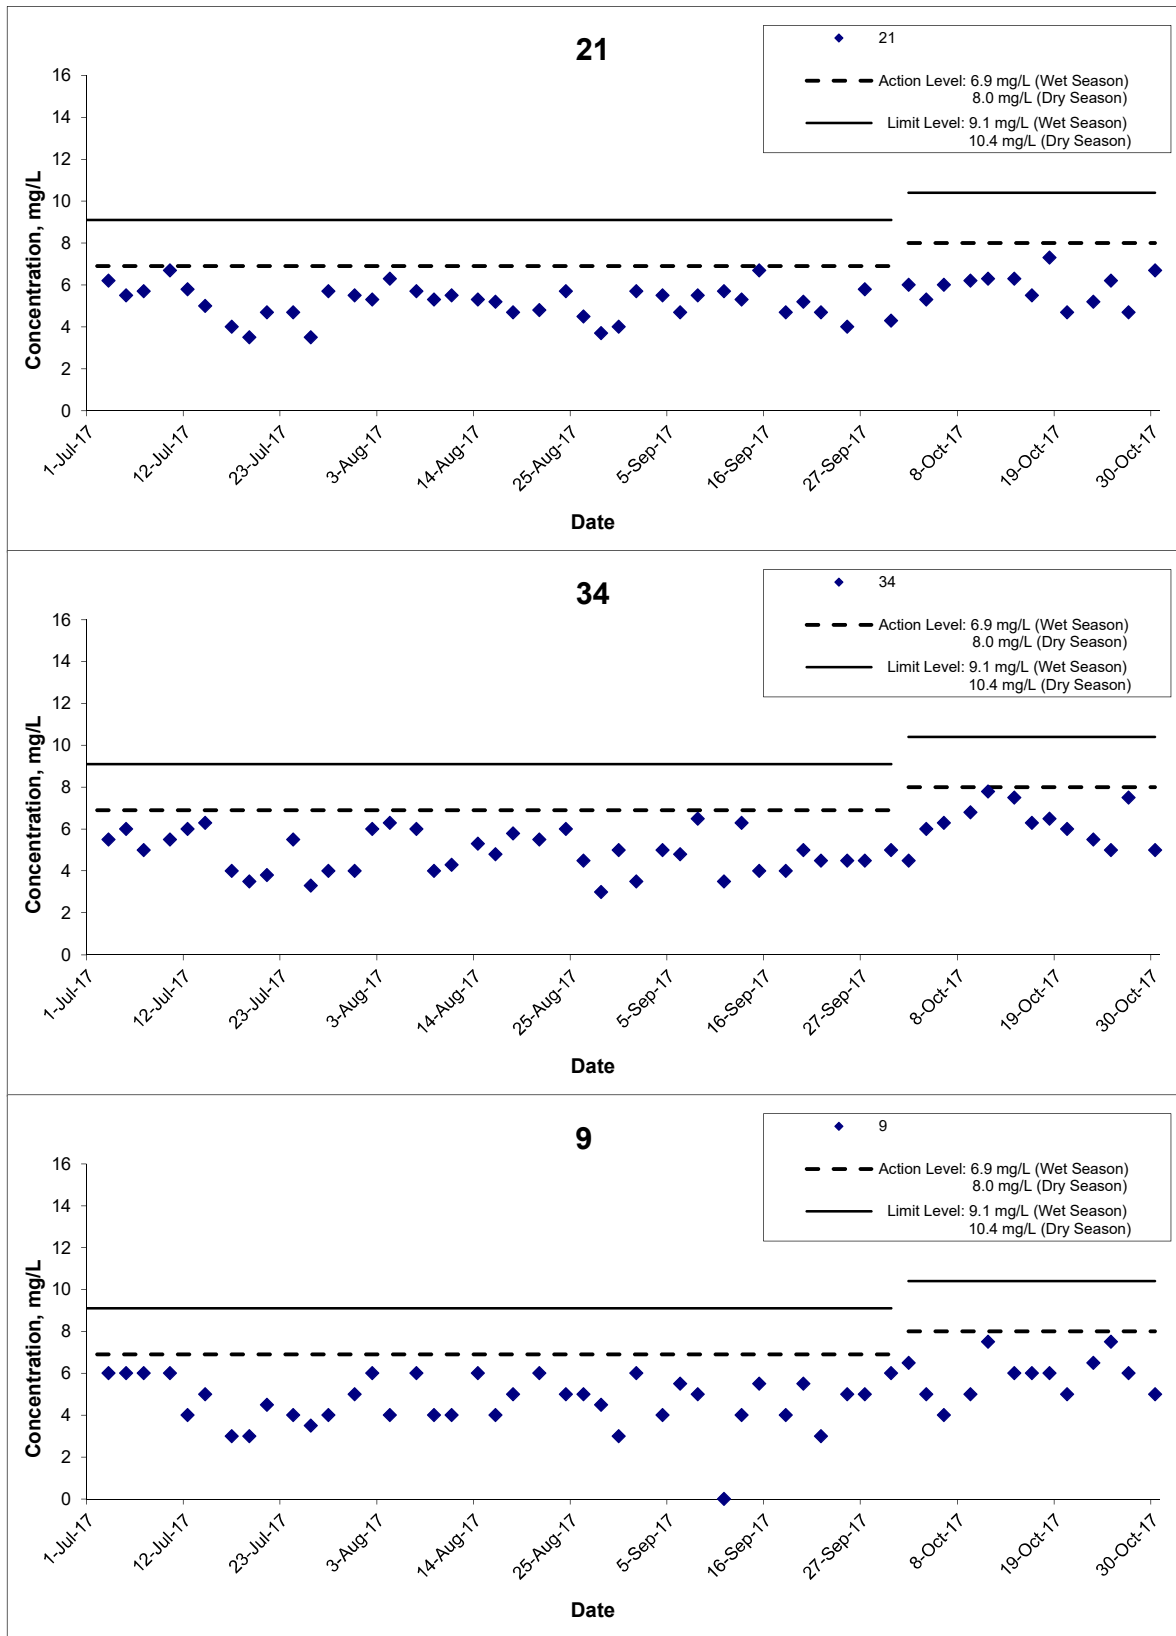 21
21
Action Level: 6.9 mg/L (Wet Season)
8.0 mg/L (Dry Season)
Limit Level: 9.1 mg/L (Wet Season)
10.4 mg/L (Dry Season)
Concentration, mg/L
16
14
12
10
8
6
4
2
0
1-Jul-17
12-Jul-17
23-Jul-17
3-Aug-17
14-Aug-17
25-Aug-17
5-Sep-17
16-Sep-17
27-Sep-17
8-Oct-17
19-Oct-17
30-Oct-17
Date
34
34
Action Level: 6.9 mg/L (Wet Season)
8.0 mg/L (Dry Season)
Limit Level: 9.1 mg/L (Wet Season)
10.4 mg/L (Dry Season)
Concentration, mg/L
16
14
12
10
8
6
4
2
0
1-Jul-17
12-Jul-17
23-Jul-17
3-Aug-17
14-Aug-17
25-Aug-17
5-Sep-17
16-Sep-17
27-Sep-17
8-Oct-17
19-Oct-17
30-Oct-17
Date
9
9
Action Level: 6.9 mg/L (Wet Season)
8.0 mg/L (Dry Season)
Limit Level: 9.1 mg/L (Wet Season)
10.4 mg/L (Dry Season)
Concentration, mg/L
16
14
12
10
8
6
4
2
0
1-Jul-17
12-Jul-17
23-Jul-17
3-Aug-17
14-Aug-17
25-Aug-17
5-Sep-17
16-Sep-17
27-Sep-17
8-Oct-17
19-Oct-17
30-Oct-17
Date